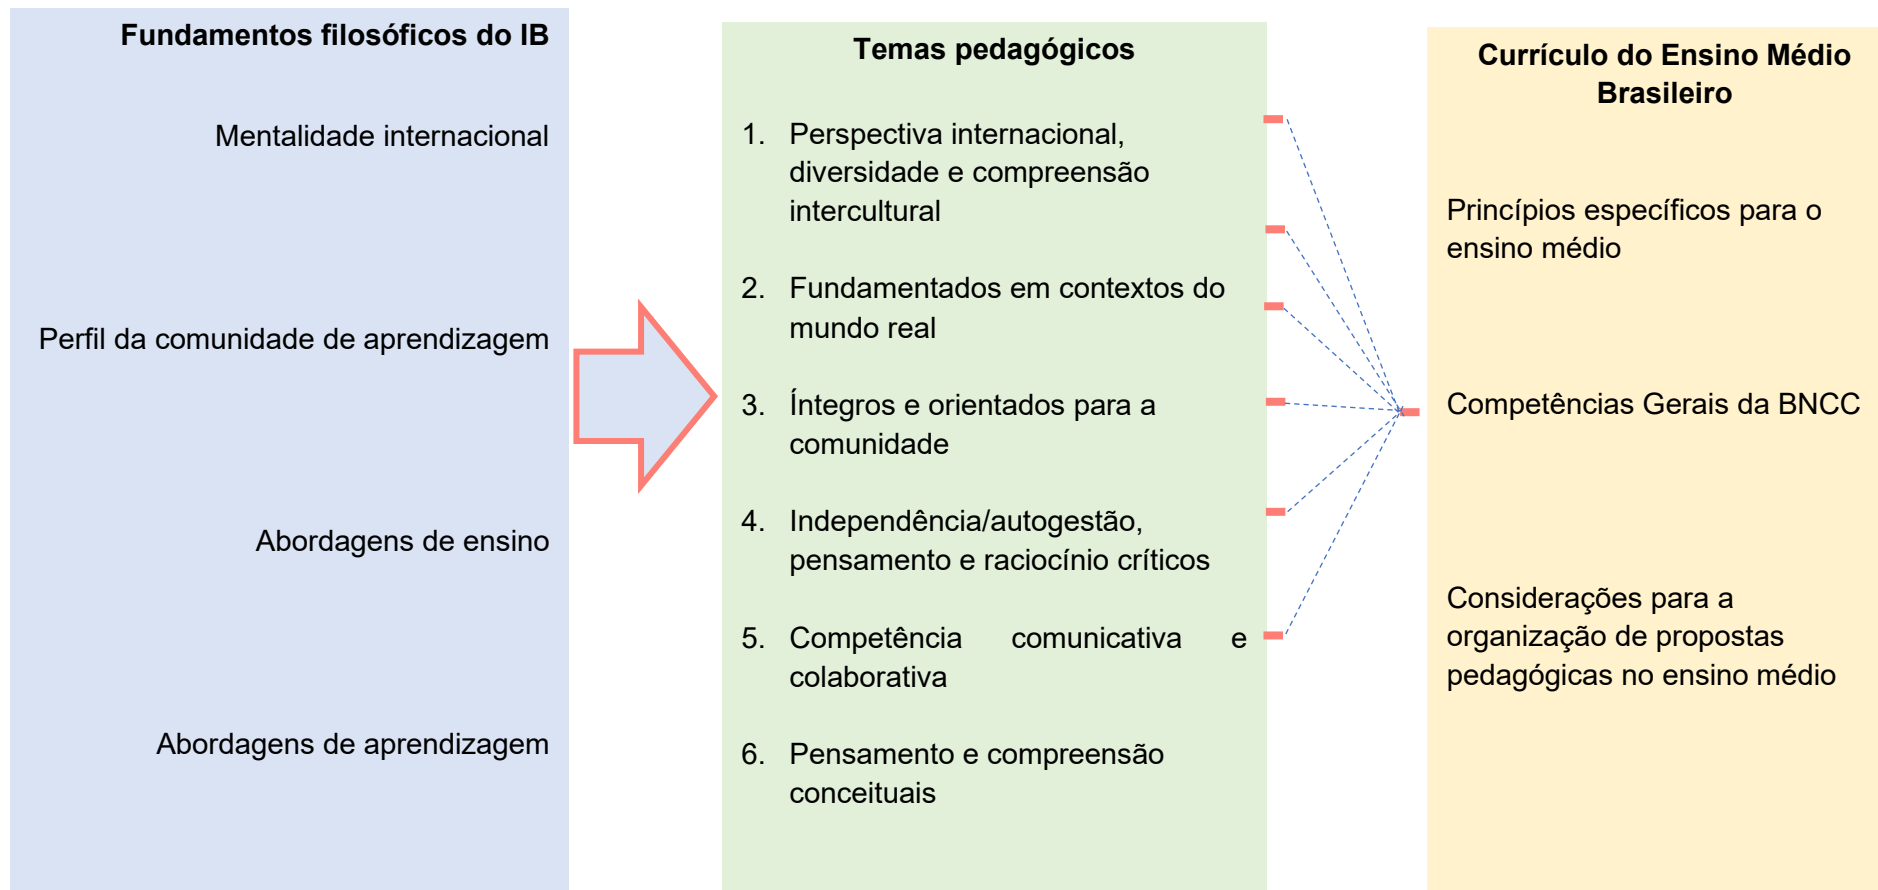 Fundamentos filosóficos do IB
Mentalidade internacional
Perfil da comunidade de aprendizagem
Abordagens de ensino
Abordagens de aprendizagem
Temas pedagógicos
1. Perspectiva internacional,
diversidade e compreensão
intercultural
2. Fundamentados em contextos do
mundo real
3. Íntegros e orientados para a
comunidade
4. Independência/autogestão,
pensamento e raciocínio críticos
5. Competência comunicativa e
colaborativa
6. Pensamento e compreensão
conceituais
Currículo do Ensino Médio
Brasileiro
Princípios específicos para o
ensino médio
Competências Gerais da BNCC
Considerações para a
organização de propostas
pedagógicas no ensino médio